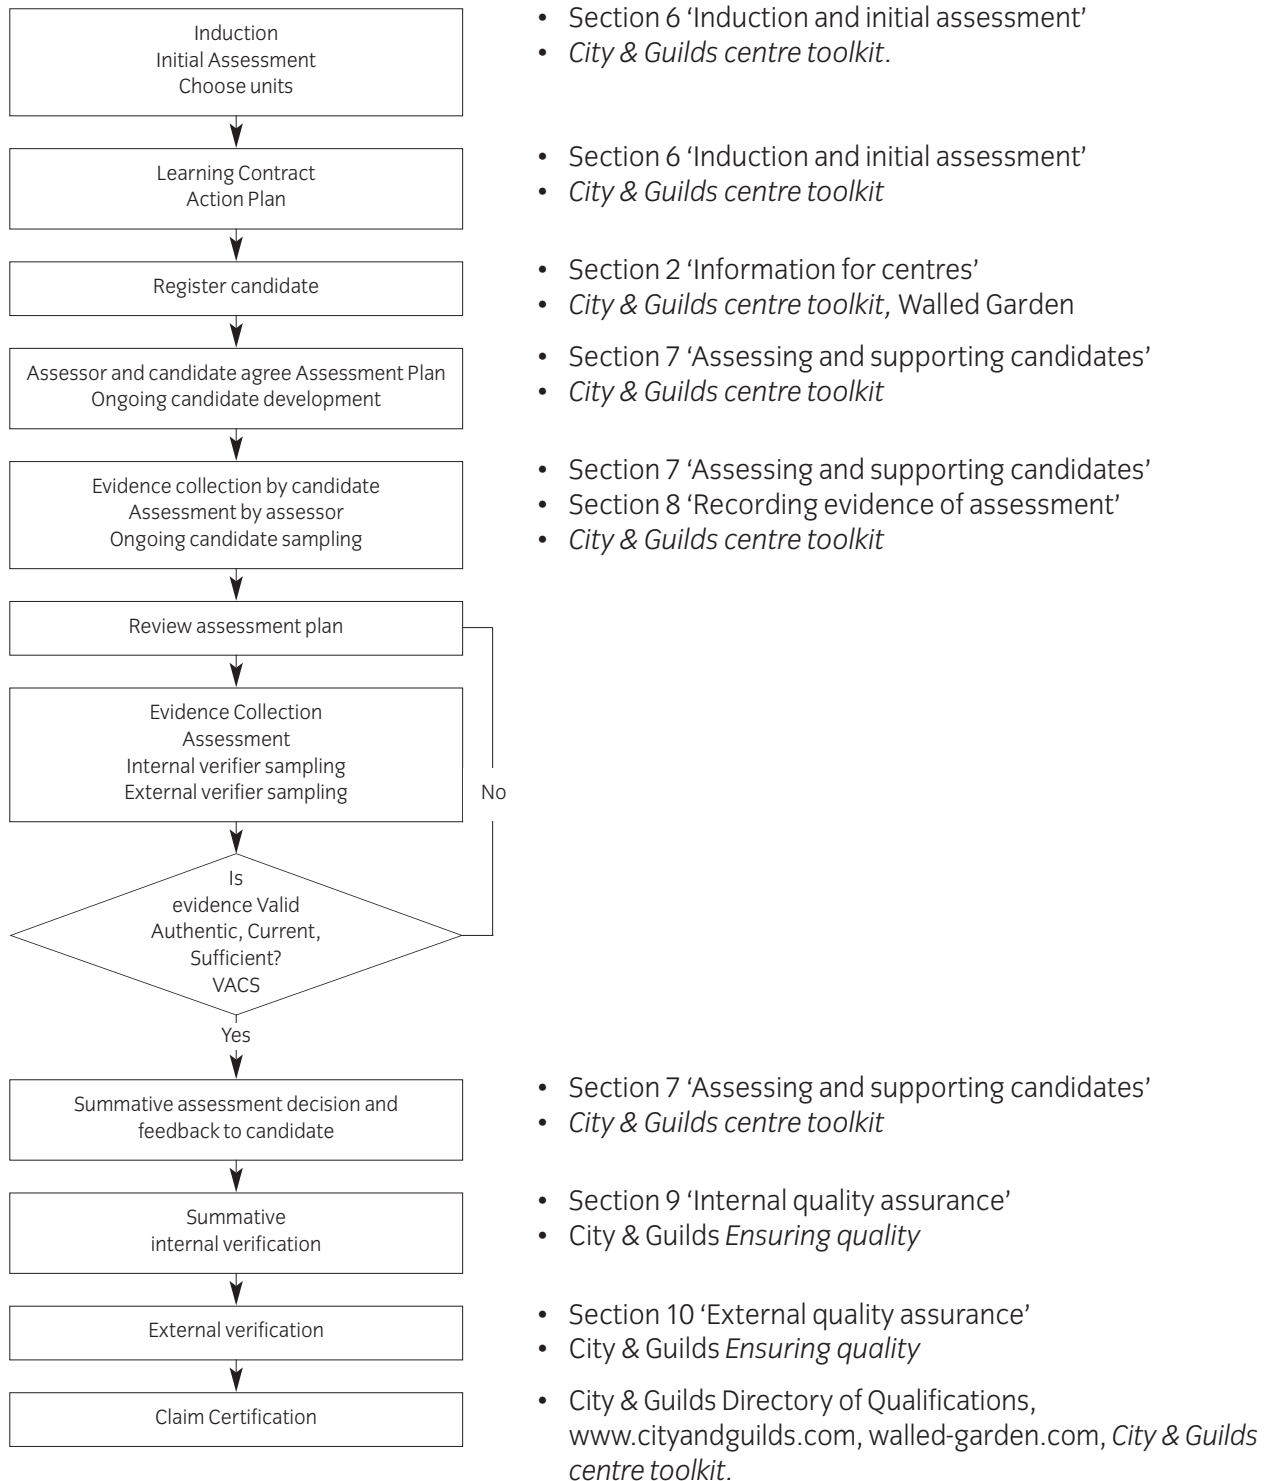 Induction
Initial Assessment
Choose units
• Section 6 ‘Induction and initial assessment’
• City & Guilds centre toolkit.
Learning Contract
Action Plan
• Section 6 ‘Induction and initial assessment’
• City & Guilds centre toolkit
Register candidate
• Section 2 ‘Information for centres’
• City & Guilds centre toolkit, Walled Garden
Assessor and candidate agree Assessment Plan
Ongoing candidate development
• Section 7 ‘Assessing and supporting candidates’
• City & Guilds centre toolkit
Evidence collection by candidate
Assessment by assessor
Ongoing candidate sampling
• Section 7 ‘Assessing and supporting candidates’
• Section 8 ‘Recording evidence of assessment’
• City & Guilds centre toolkit
Review assessment plan
Evidence Collection
Assessment
Internal verifier sampling
External verifier sampling
No
Is
evidence Valid
Authentic, Current,
Sufficient?
VACS
Yes
Summative assessment decision and
feedback to candidate
• Section 7 ‘Assessing and supporting candidates’
• City & Guilds centre toolkit
Summative
internal verification
• Section 9 ‘Internal quality assurance’
• City & Guilds Ensuring quality
External verification
• Section 10 ‘External quality assurance’
• City & Guilds Ensuring quality
Claim Certification
• City & Guilds Directory of Qualifications,
www.cityandguilds.com, walled-garden.com, City & Guilds
centre toolkit.